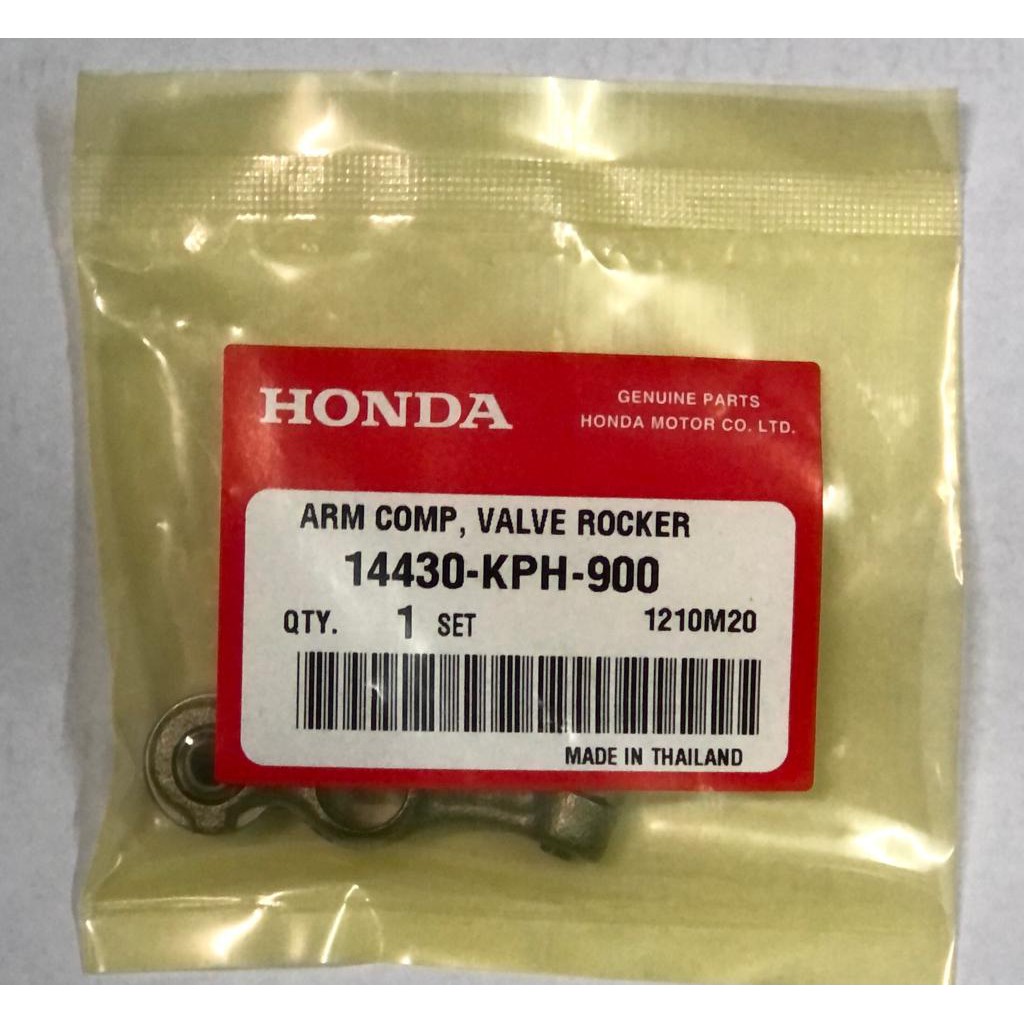 HONDA
GENUINE PARTS
HONDA MOTOR CO. LTD.
ARM COMP, VALVE ROCKER
14430-KPH-900
QTY. 1 SET 1210M20
MADE IN THAILAND